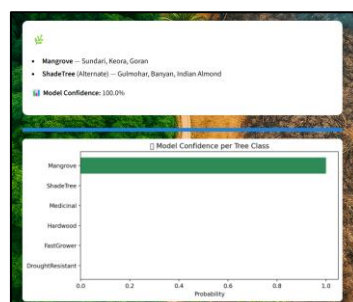 Mangrove — Sundari, Keora, Goran
ShadeTree (Alternate) — Gulmohar, Banyan, Indian Almond
Model Confidence: 100.0%
Model Confidence per Tree Class
Mangrove
ShadeTree
Medicinal
Hardwood
FastGrower
DroughtResistant
0.0 0.2 0.4 0.6 0.8 1.0
Probability